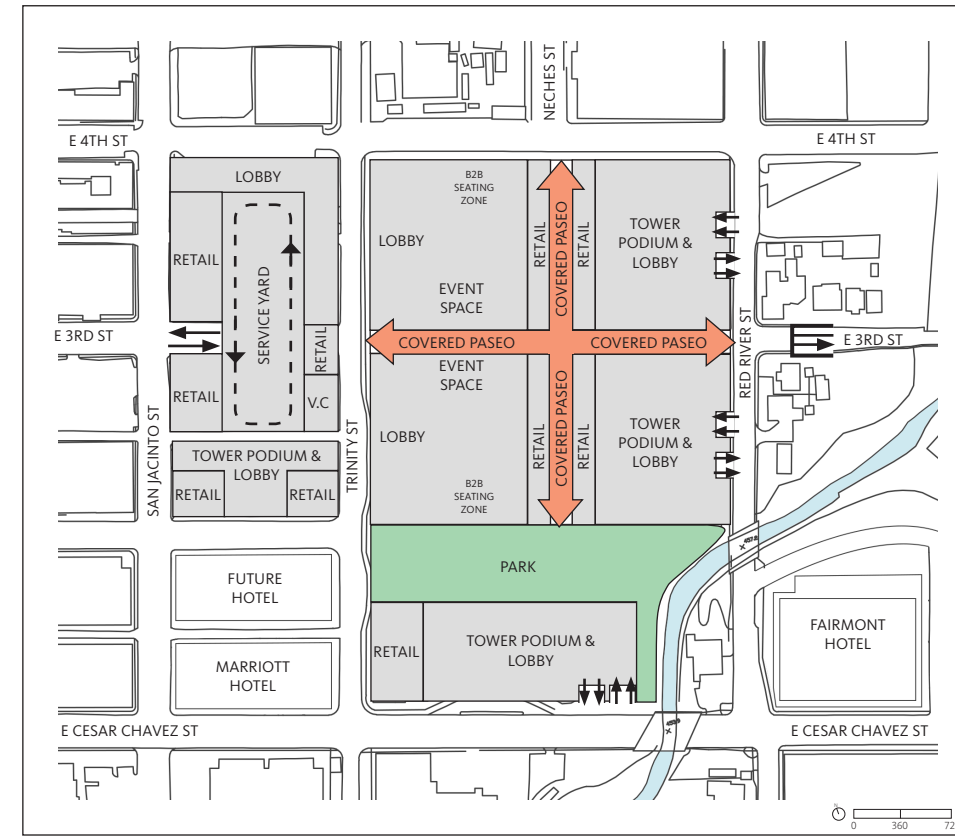 NECHES ST
E 4TH ST
E 4TH ST
LOBBY
B2B
SEATING
ZONE
RETAIL
COVERED PASEO
RETAIL
TOWER
PODIUM &
LOBBY
LOBBY
RETAIL
SERVICE YARD
EVENT
SPACE
E 3RD ST
RETAIL
COVERED PASEO
COVERED PASEO
RED RIVER ST
E 3RD ST
EVENT
SPACE
RETAIL
V.C
SAN JACINTO ST
TRINITY ST
LOBBY
RETAIL
COVERED PASEO
RETAIL
TOWER
PODIUM &
LOBBY
TOWER PODIUM &
LOBBY
RETAIL
RETAIL
B2B
SEATING
ZONE
PARK
FUTURE
HOTEL
FAIRMONT
HOTEL
RETAIL
TOWER PODIUM &
LOBBY
MARRIOTT
HOTEL
E CESAR CHAVEZ ST
E CESAR CHAVEZ ST
N
0 360